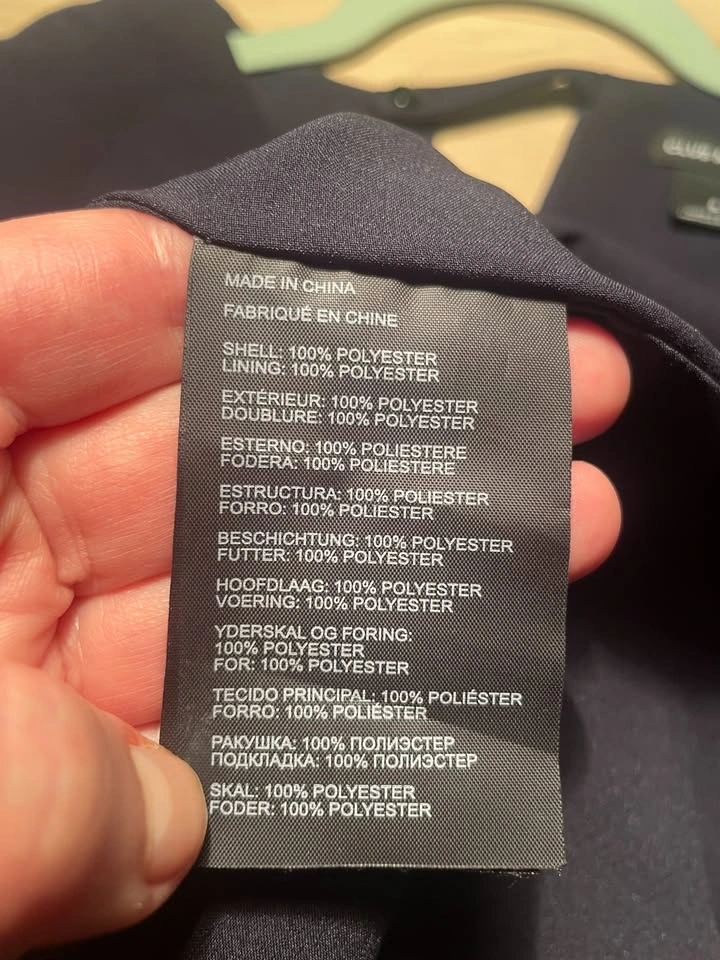 MADE IN CHINA
FABRIQUÉ EN CHINE
SHELL: 100% POLYESTER
LINING: 100% POLYESTER
EXTÉRIEUR: 100% POLYESTER
DOUBLURE: 100% POLYESTER
ESTERNO: 100% POLIESTERE
FODERA: 100% POLIESTERE
ESTRUCTURA: 100% POLYESTER
FORRO: 100% POLYESTER
BESCHICHTUNG: 100% POLYESTER
FUTTER: 100% POLYESTER
HOOFDLAAG: 100% POLYESTER
VOERING: 100% POLYESTER
YDERSKAL OG FORING:
100% POLYESTER
FOR: 100% POLYESTER
TECIDO PRINCIPAL: 100% POLIÉSTER
FORRO: 100% POLIÉSTER
РАКУШКА: 100% ПОЛИЭСТЕР
ПОДКЛАДКА: 100% ПОЛИЭСТЕР
SKAL: 100% POLYESTER
FODER: 100% POLYESTER